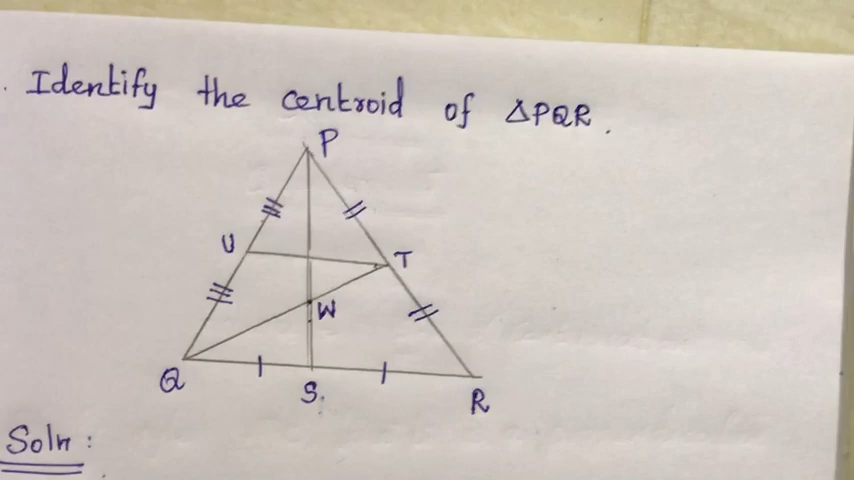 . Identify the centroid of ΔPQR.
P
U
T
W
Q
S.
R
Soln :